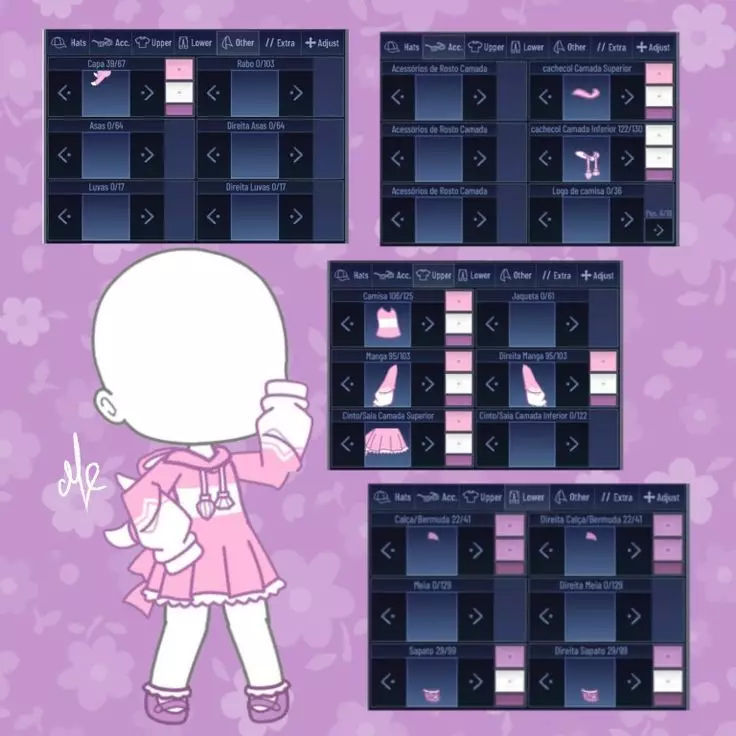 Hats Acc. Upper Lower Other // Extra Adjust
Capa 39/67 Rabo 0/103
Asas 0/64 Direita Asas 0/64
Luvas 0/17 Direita Luvas 0/17
Hats Acc. Upper Lower Other // Extra Adjust
Acessórios de Rosto Camada cachecol Camada Superior
Acessórios de Rosto Camada cachecol Camada Inferior 122/130
Acessórios de Rosto Camada Logo de camisa 0/36
Hats Acc. Upper Lower Other // Extra Adjust
Camisa 106/125 Jaqueta 0/61
Manga 95/103 Direita Manga 95/103
Cinto/Saia Camada Superior Cinto/Saia Camada Inferior 0/122
Hats Acc. Upper Lower Other // Extra Adjust
Calça/Bermuda 22/41 Direita Calça/Bermuda 22/41
Meia 0/129 Direita Meia 0/129
Sapato 29/99 Direita Sapato 29/99